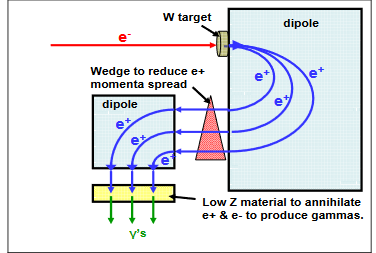 W target
dipole
e-
e+
e+
e+
Wedge to reduce e+
momenta spread
dipole
e+
e+
e+
Low Z material to annihilate
e+ & e- to produce gammas.
γ's